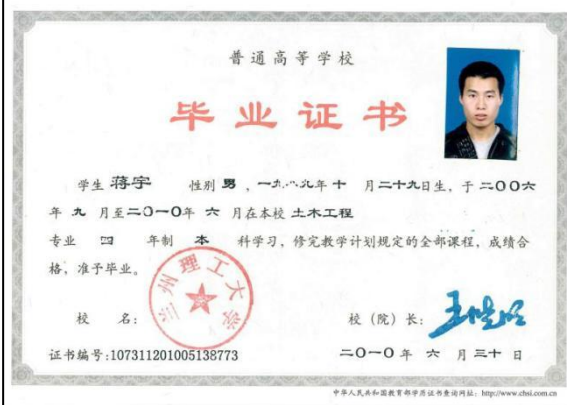 普通高等学校
毕业证书
学生 蒋宇 性别 男 ，一九八九年 十 月二十九日生，于 二〇〇六
年 九 月至二〇一〇年 六 月在本校 土木工程
专业 四 年制 本 科学习，修完教学计划规定的全部课程，成绩合
格，准予毕业。
兰州理工大学
校 名： 校（院）长：
证书编号:107311201005138773 二〇一〇 年 六 月 三十 日
中华人民共和国教育部学历证书查询网址：http://www.chsi.com.cn